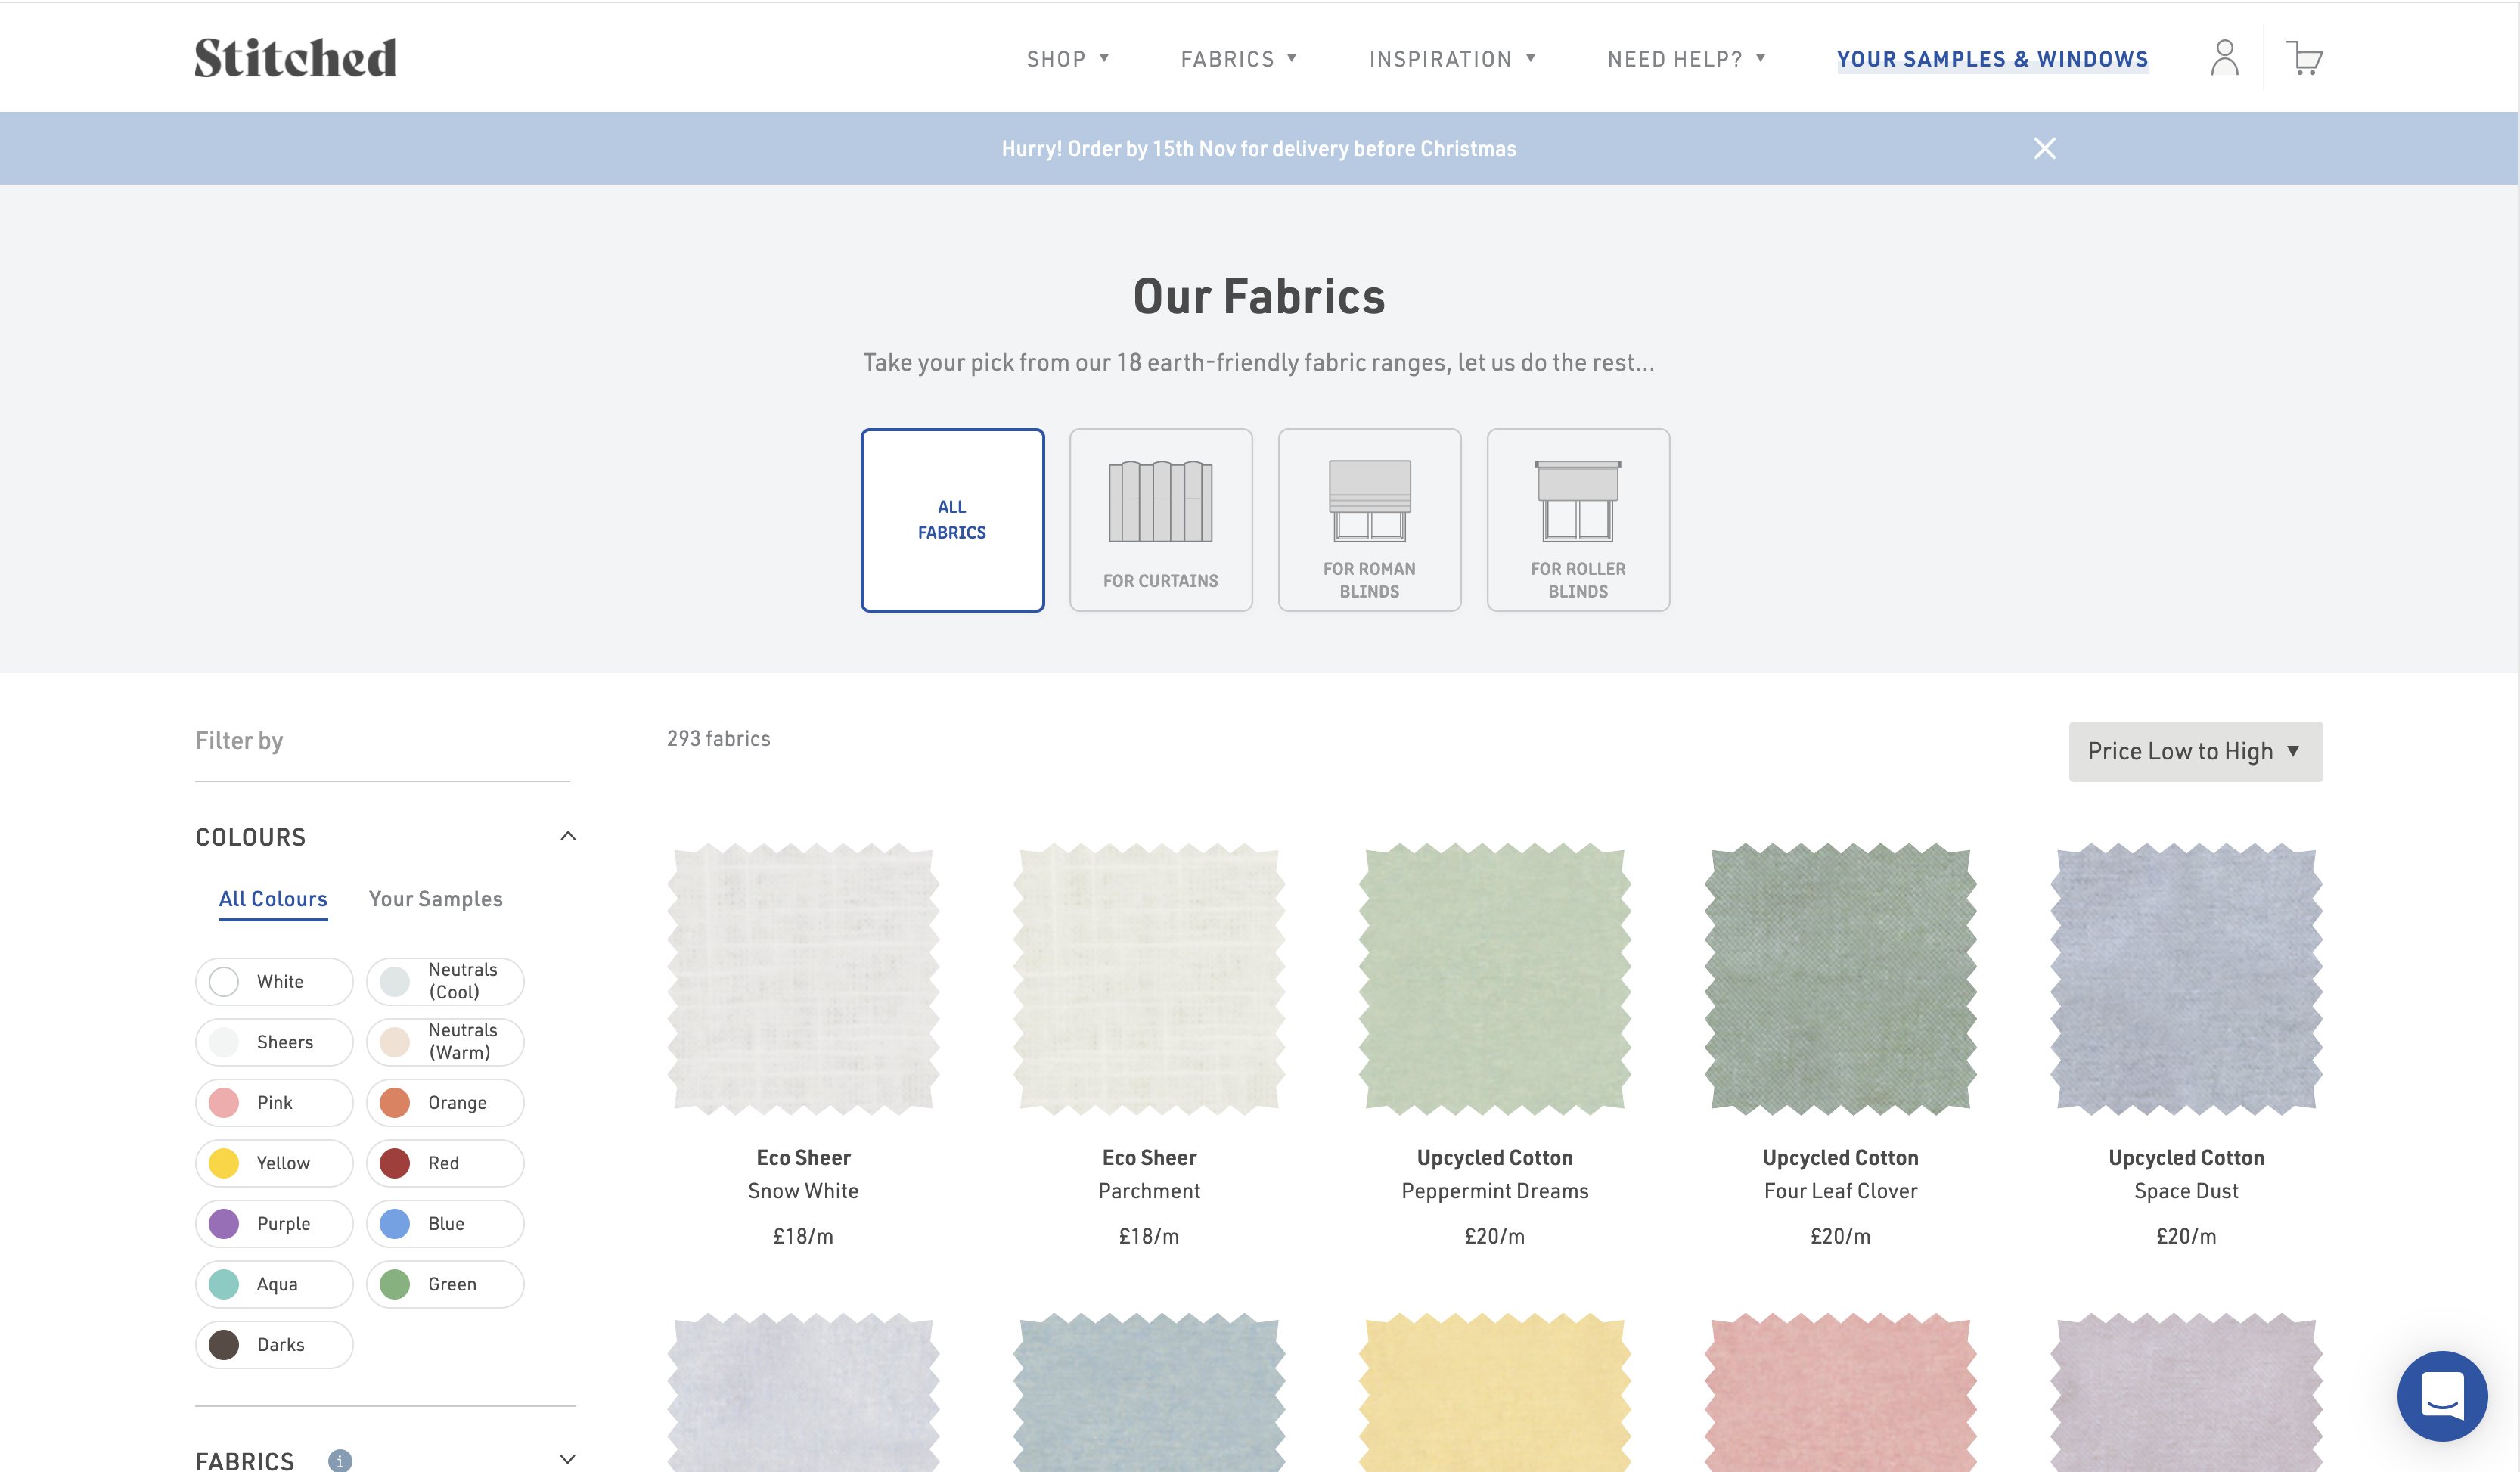 Stitched
SHOP ▼
FABRICS ▼
INSPIRATION ▼
NEED HELP? ▼
YOUR SAMPLES & WINDOWS
Hurry! Order by 15th Nov for delivery before Christmas
Our Fabrics
Take your pick from our 18 earth-friendly fabric ranges, let us do the rest...
ALL
FABRICS
FOR CURTAINS
FOR ROMAN
BLINDS
FOR ROLLER
BLINDS
Filter by
293 fabrics
Price Low to High ▼
COLOURS
All Colours
Your Samples
White
Neutrals
(Cool)
Sheers
Neutrals
(Warm)
Pink
Orange
Yellow
Red
Purple
Blue
Aqua
Green
Darks
FABRICS
i
Eco Sheer
Snow White
£18/m
Eco Sheer
Parchment
£18/m
Upcycled Cotton
Peppermint Dreams
£20/m
Upcycled Cotton
Four Leaf Clover
£20/m
Upcycled Cotton
Space Dust
£20/m